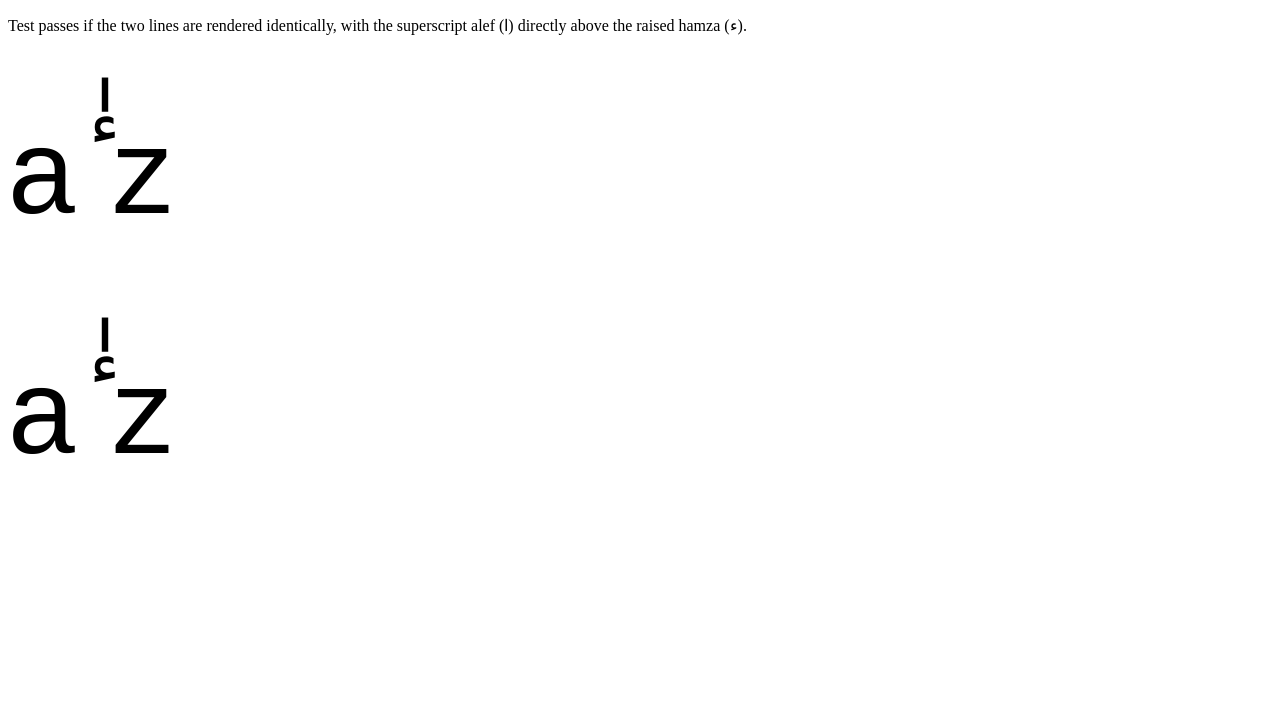 Test passes if the two lines are rendered identically, with the superscript alef (ا) directly above the raised hamza (ء).
a ٰٔz
a ٰٔz